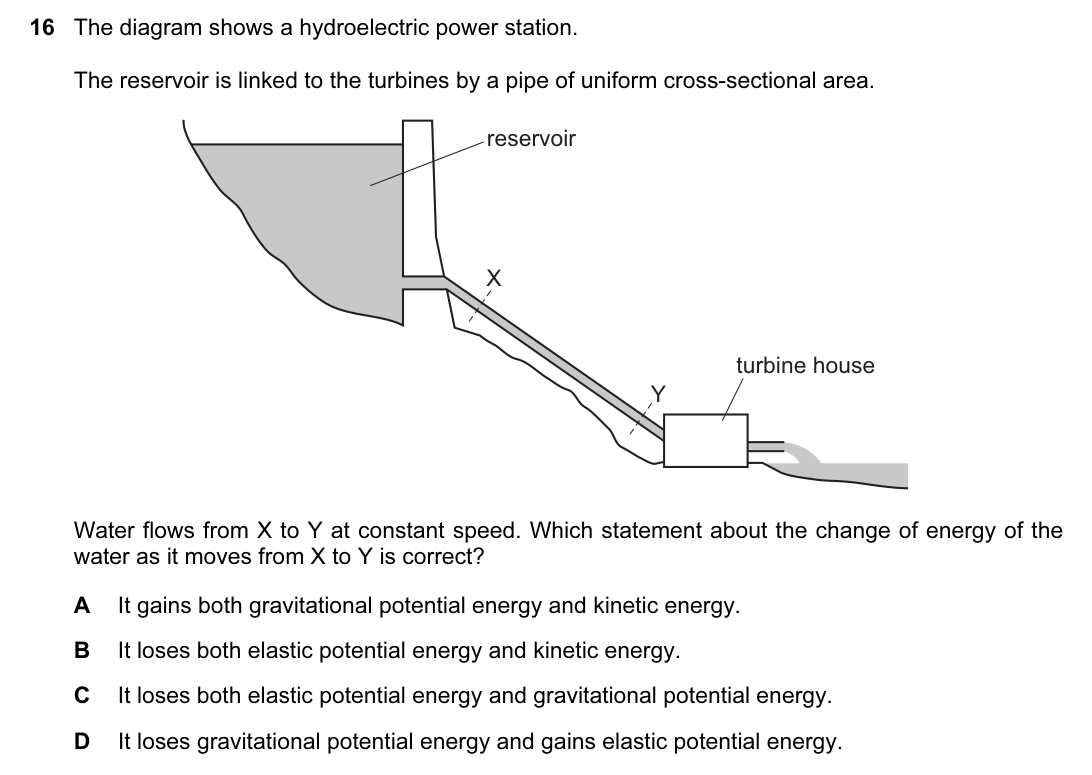 16 The diagram shows a hydroelectric power station.
The reservoir is linked to the turbines by a pipe of uniform cross-sectional area.
reservoir
X
turbine house
Y
Water flows from X to Y at constant speed. Which statement about the change of energy of the
water as it moves from X to Y is correct?
A It gains both gravitational potential energy and kinetic energy.
B It loses both elastic potential energy and kinetic energy.
C It loses both elastic potential energy and gravitational potential energy.
D It loses gravitational potential energy and gains elastic potential energy.